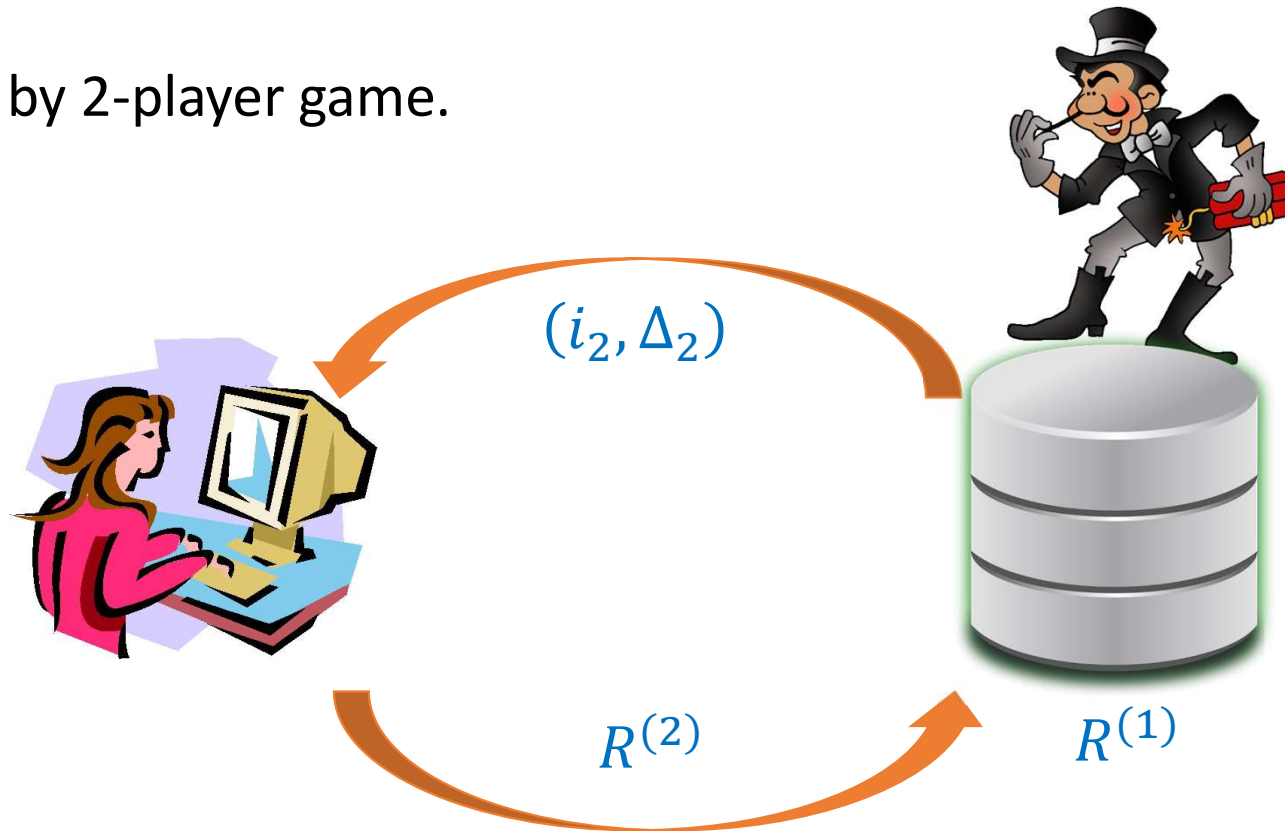 by 2-player game.
(i₂, Δ₂)
R⁽²⁾
R⁽¹⁾